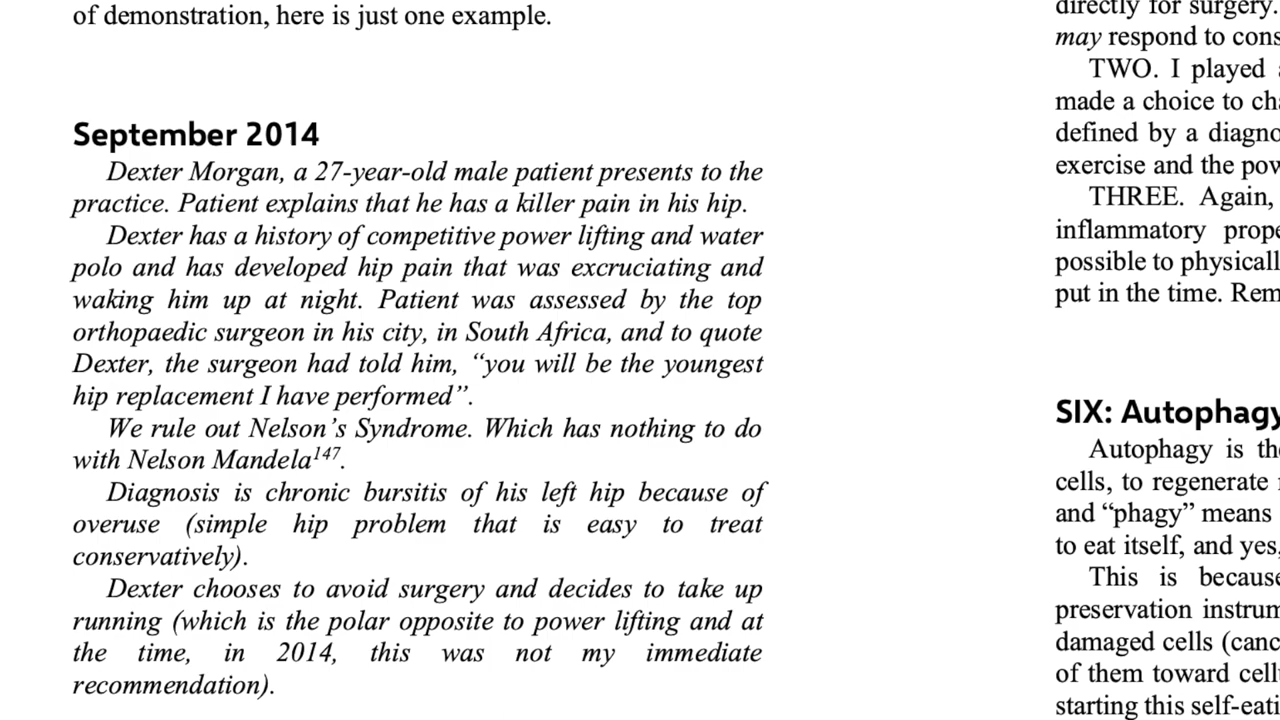 of demonstration, here is just one example.
September 2014
Dexter Morgan, a 27-year-old male patient presents to the
practice. Patient explains that he has a killer pain in his hip.
Dexter has a history of competitive power lifting and water
polo and has developed hip pain that was excruciating and
waking him up at night. Patient was assessed by the top
orthopaedic surgeon in his city, in South Africa, and to quote
Dexter, the surgeon had told him, “you will be the youngest
hip replacement I have performed”.
We rule out Nelson’s Syndrome. Which has nothing to do
with Nelson Mandela147.
Diagnosis is chronic bursitis of his left hip because of
overuse (simple hip problem that is easy to treat
conservatively).
Dexter chooses to avoid surgery and decides to take up
running (which is the polar opposite to power lifting and at
the time, in 2014, this was not my immediate
recommendation).
directly for surgery.
may respond to cons
TWO. I played
made a choice to cha
defined by a diagno
exercise and the pow
THREE. Again,
inflammatory prope
possible to physicall
put in the time. Rem
SIX: Autophagy
Autophagy is the
cells, to regenerate
and “phagy” means
to eat itself, and yes,
This is because
preservation instrum
damaged cells (canc
of them toward cellu
starting this self-eati